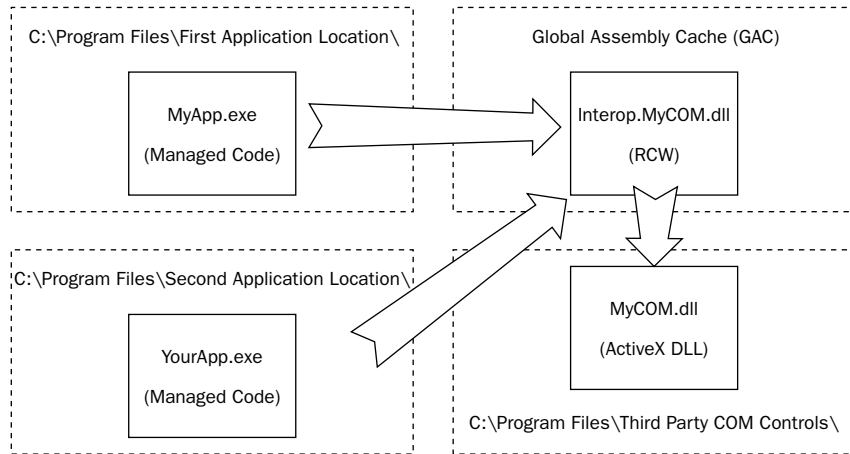 C:\Program Files\First Application Location\
MyApp.exe
(Managed Code)
Global Assembly Cache (GAC)
Interop.MyCOM.dll
(RCW)
C:\Program Files\Second Application Location\
YourApp.exe
(Managed Code)
MyCOM.dll
(ActiveX DLL)
C:\Program Files\Third Party COM Controls\